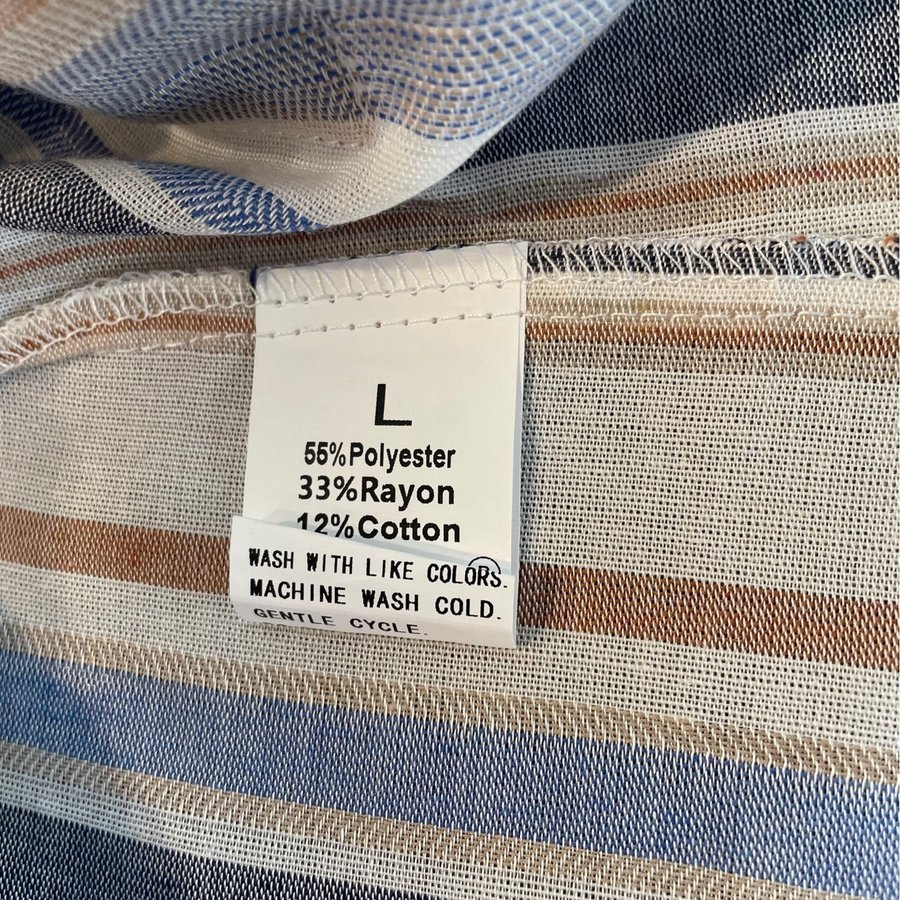 L
55%Polyester
33%Rayon
12%Cotton
WASH WITH LIKE COLORS.
MACHINE WASH COLD.
GENTLE CYCLE.